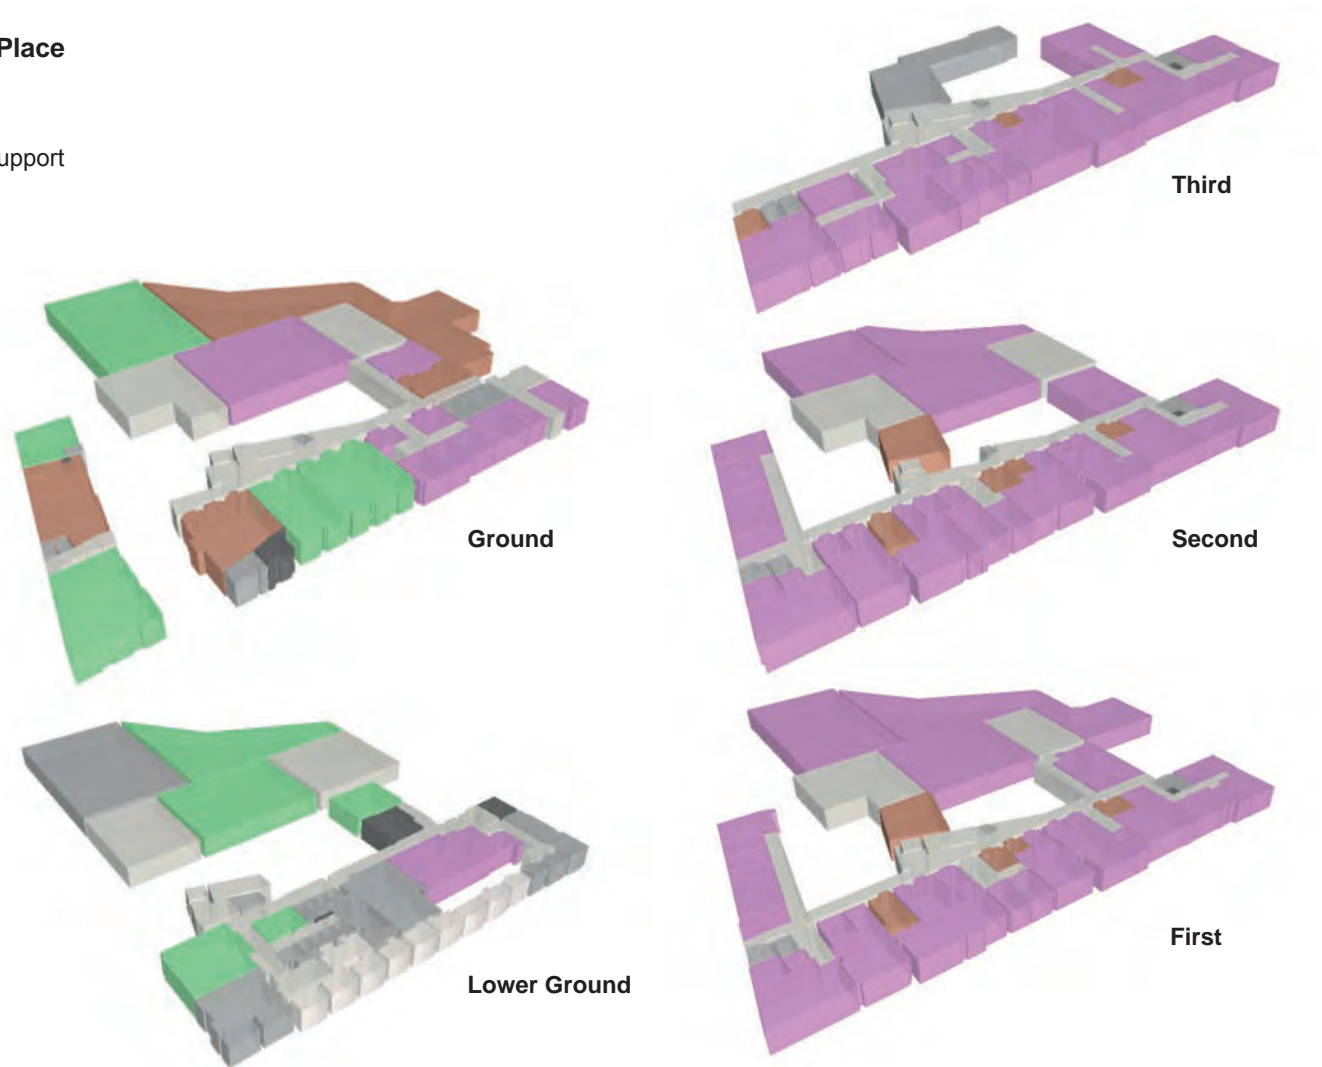 Place
upport
Third
Ground
Second
First
Lower Ground